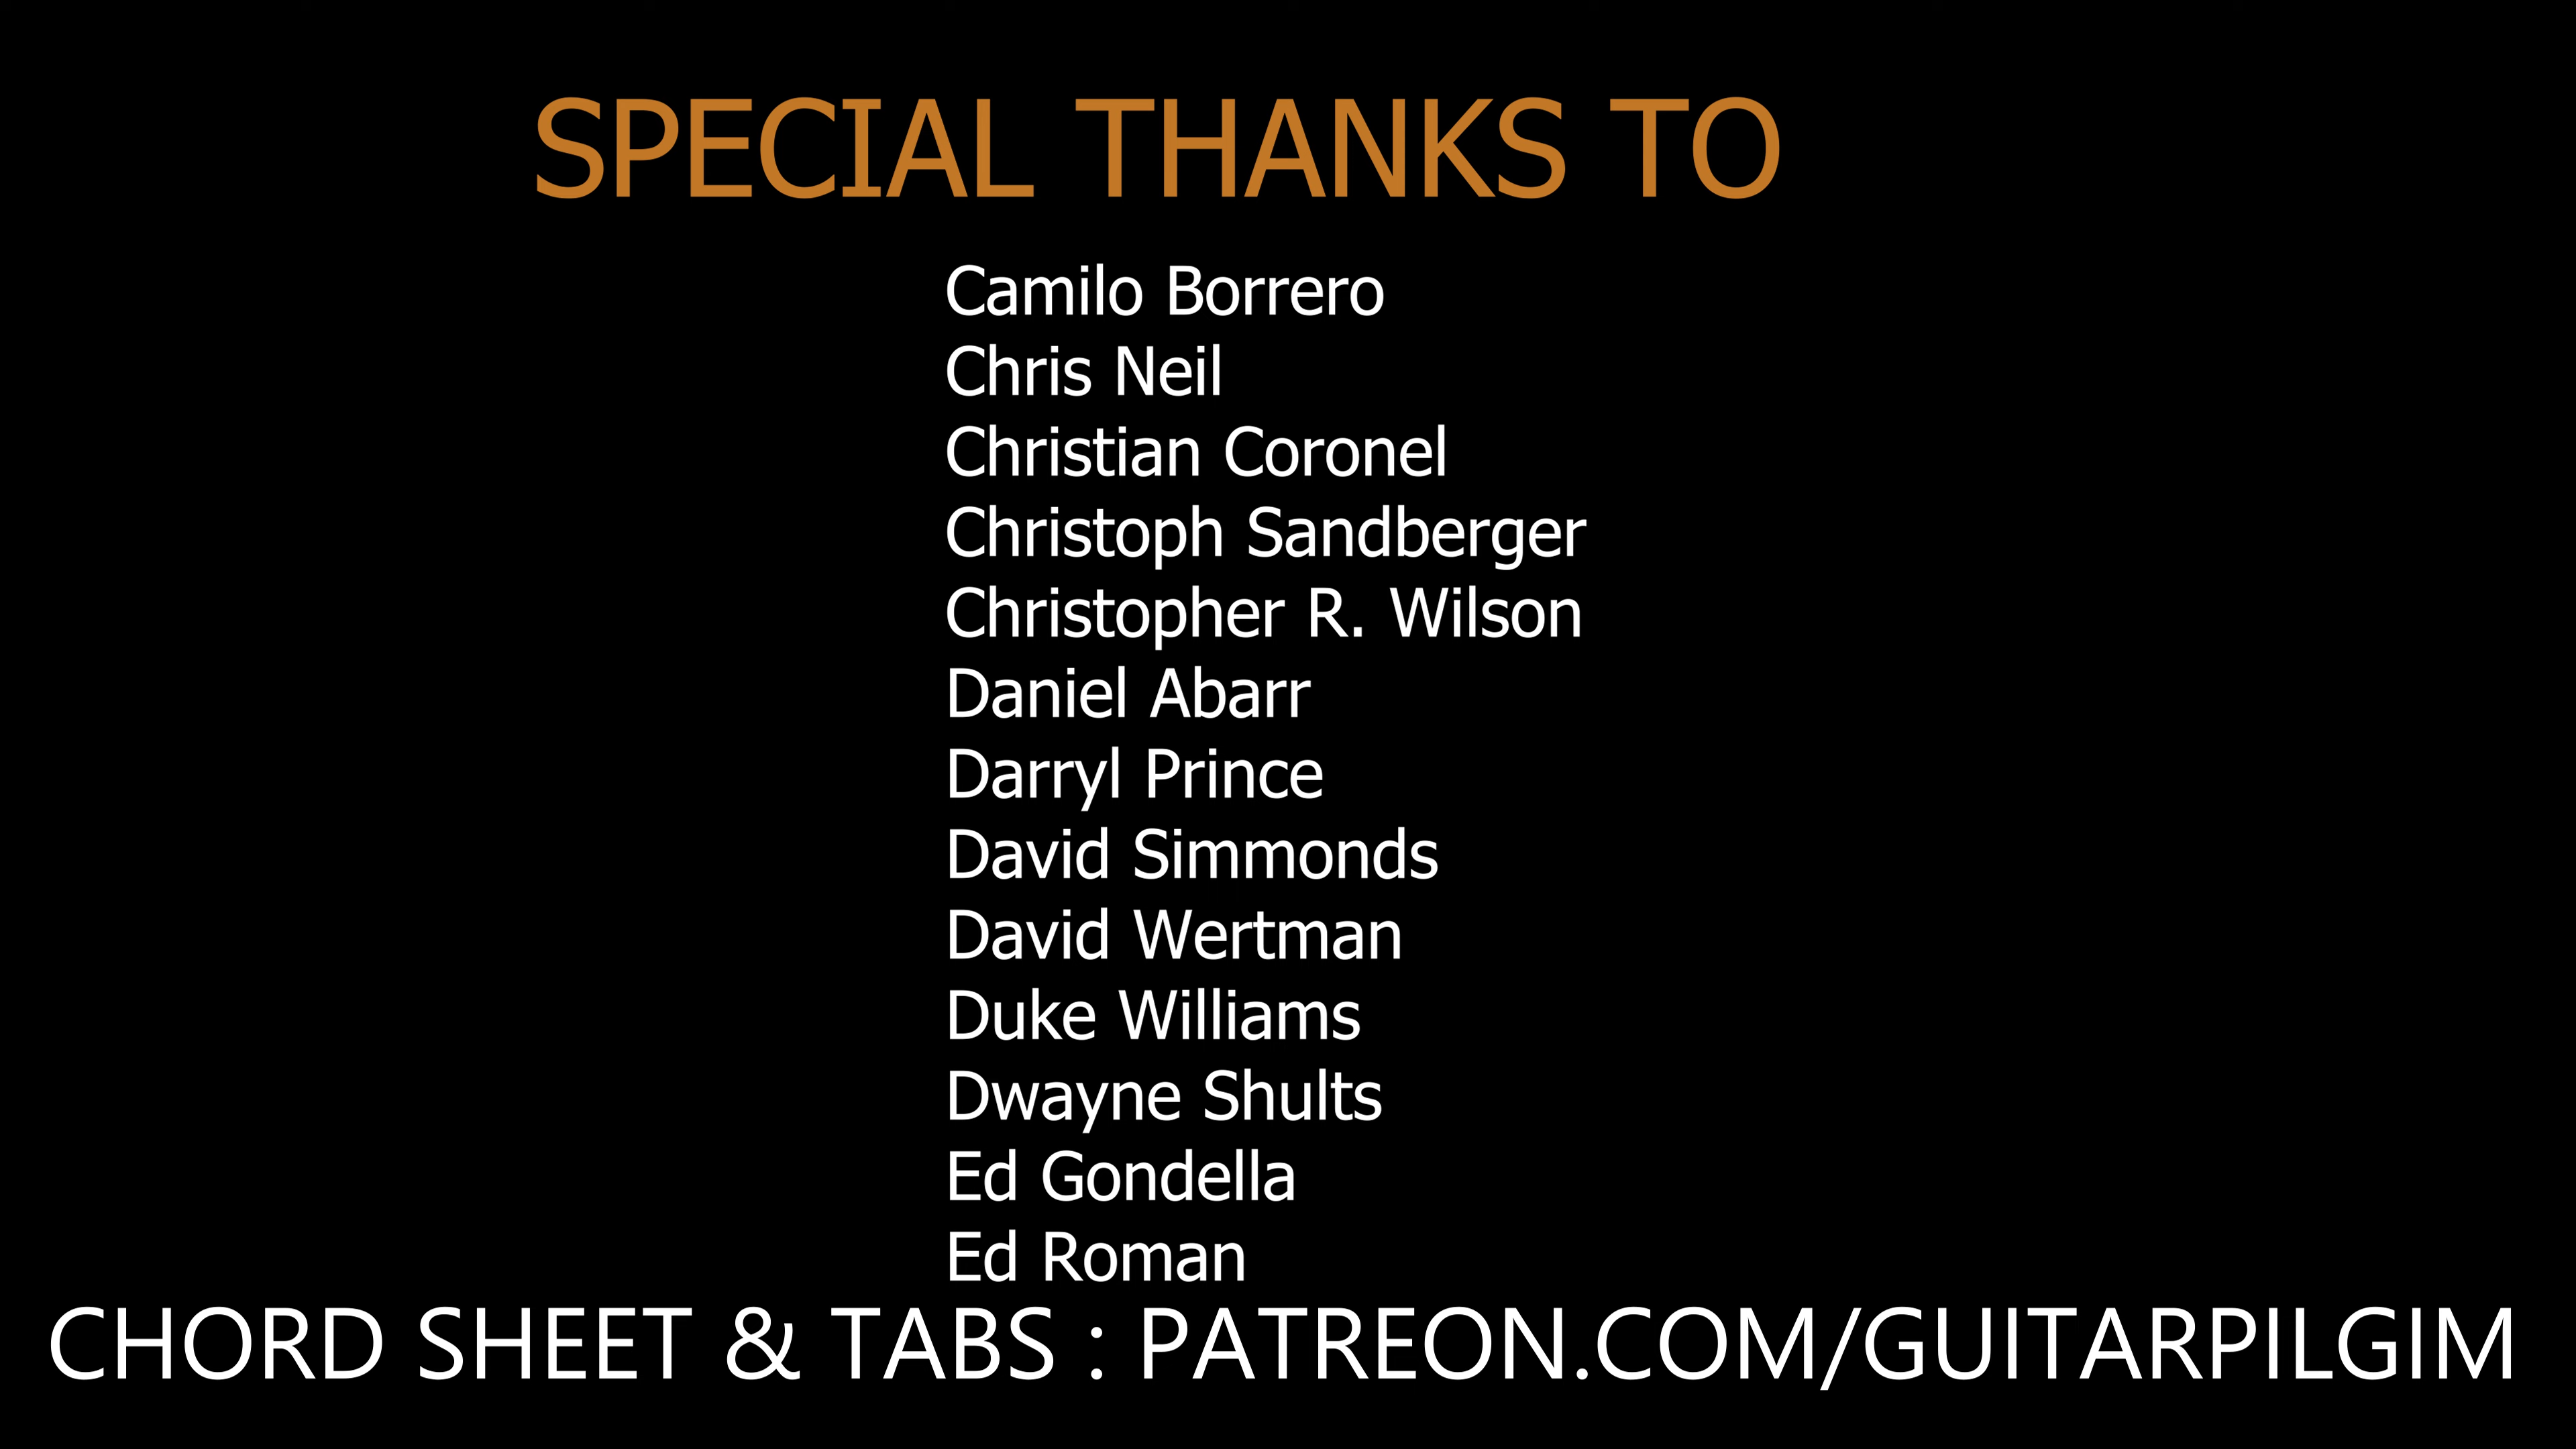 SPECIAL THANKS TO
Camilo Borrero
Chris Neil
Christian Coronel
Christoph Sandberger
Christopher R. Wilson
Daniel Abarr
Darryl Prince
David Simmonds
David Wertman
Duke Williams
Dwayne Shults
Ed Gondella
Ed Roman
CHORD SHEET & TABS : PATREON.COM/GUITARPILGIM